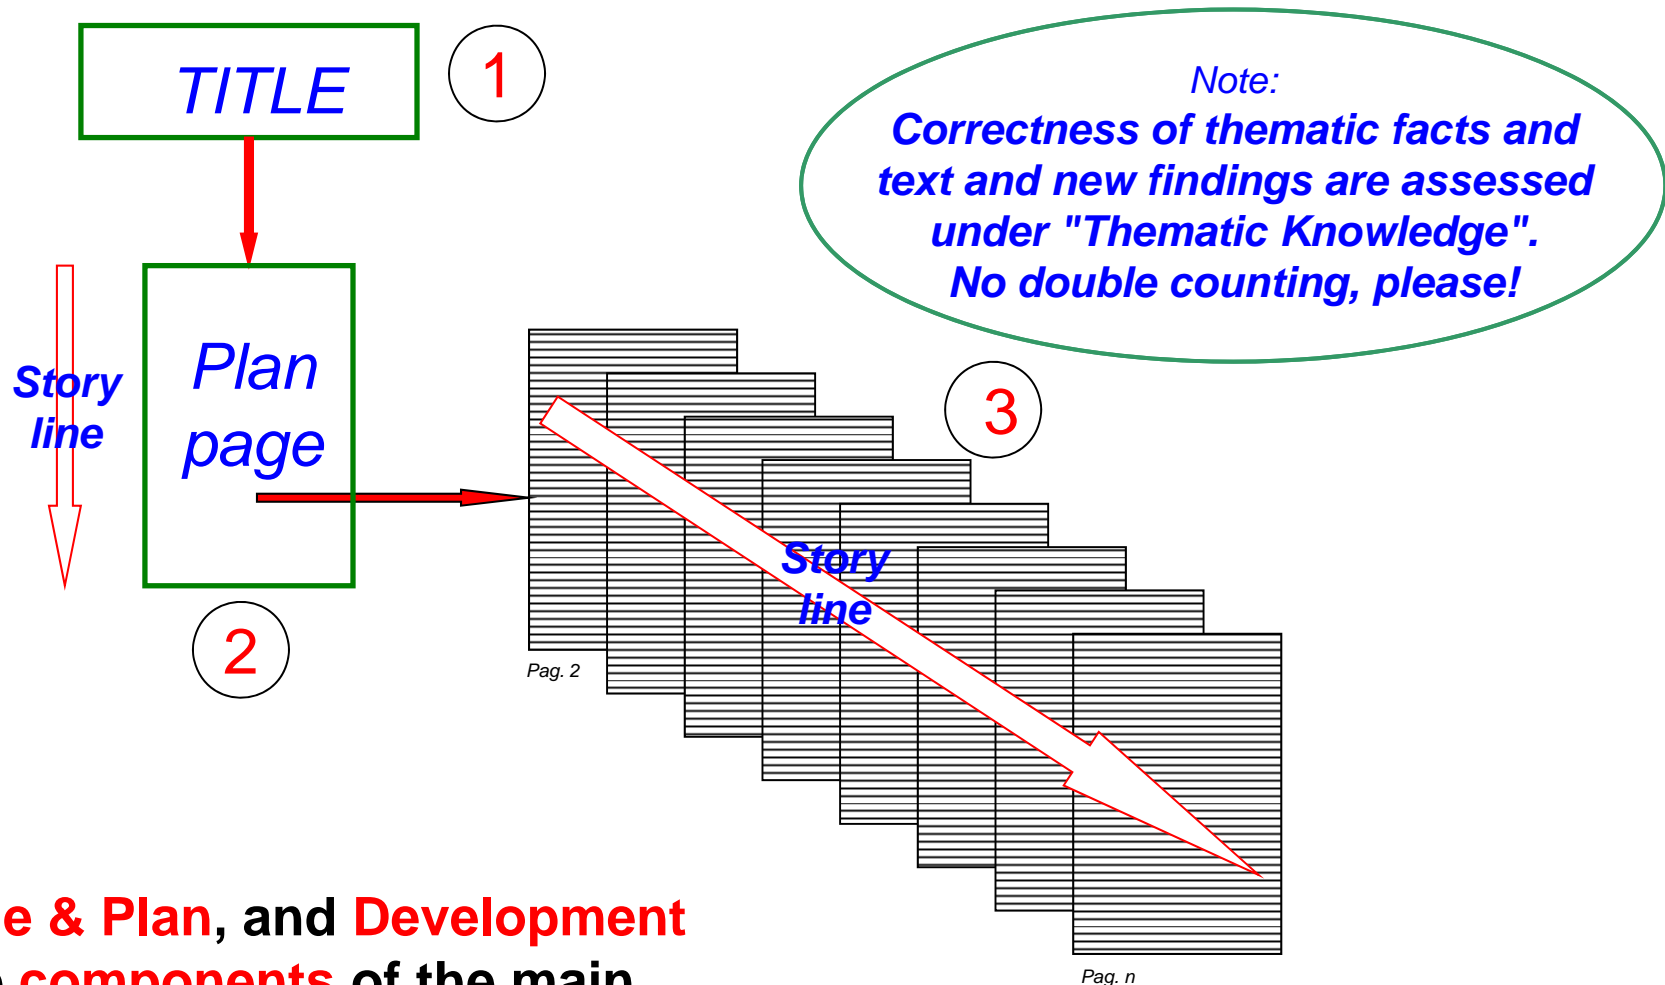 TITLE
1
Note:
Correctness of thematic facts and
text and new findings are assessed
under "Thematic Knowledge".
No double counting, please!
Story
line
Plan
page
2
3
Story
line
Pag. 2
e & Plan, and Development
components of the main
Pag. n